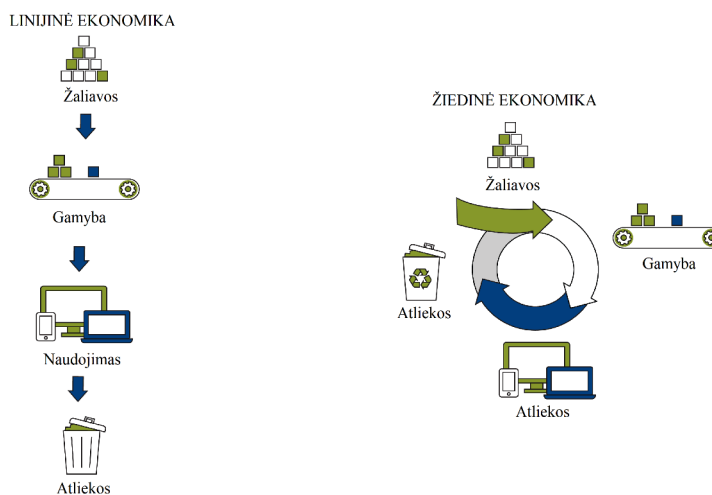 LINIJINĖ EKONOMIKA
Žaliavos
Gamyba
Naudojimas
Atliekos
ŽIEDINĖ EKONOMIKA
Žaliavos
Gamyba
Atliekos
Atliekos